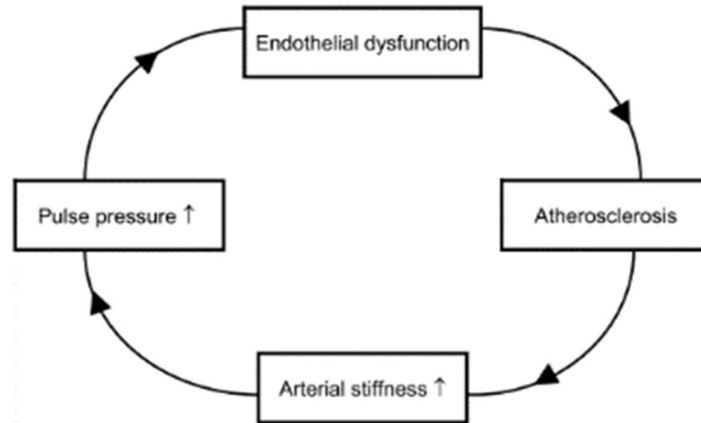 Endothelial dysfunction
Pulse pressure ↑
Atherosclerosis
Arterial stiffness ↑